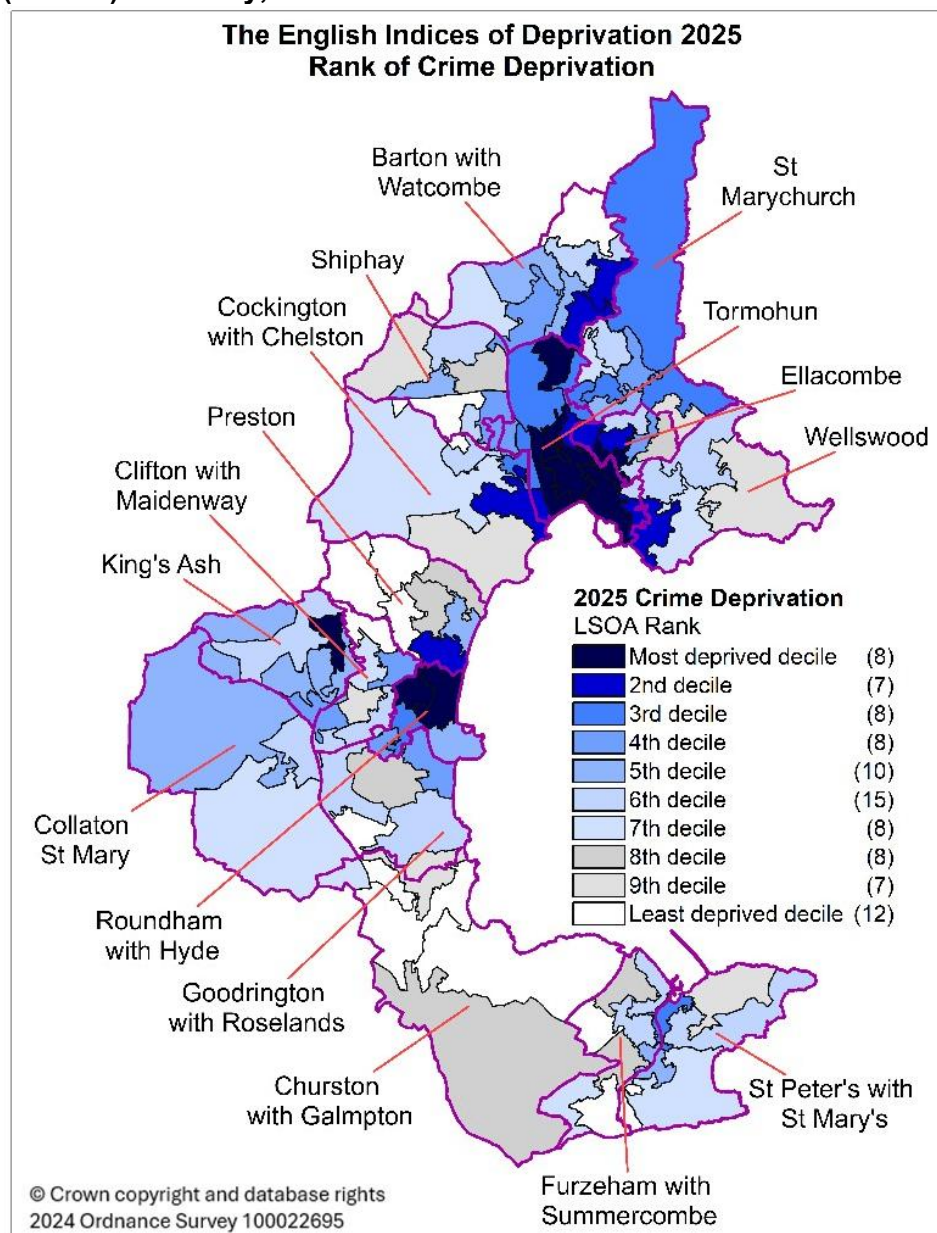 The English Indices of Deprivation 2025
Rank of Crime Deprivation
Barton with
Watcombe
St
Marychurch
Shiphay
Cockington
with Chelston
Tormohun
Ellacombe
Preston
Wellswood
Clifton with
Maidenway
King's Ash
2025 Crime Deprivation
LSOA Rank
Most deprived decile (8)
2nd decile (7)
3rd decile (8)
4th decile (8)
5th decile (10)
6th decile (15)
7th decile (8)
8th decile (8)
9th decile (7)
Least deprived decile (12)
Collaton
St Mary
Roundham
with Hyde
Goodrington
with Roselands
Churston
with Galmpton
St Peter's with
St Mary's
Furzeham with
Summercombe
© Crown copyright and database rights
2024 Ordnance Survey 100022695